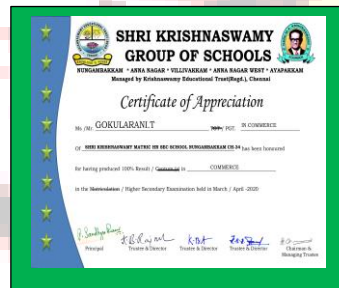 SHRI KRISHNASWAMY
GROUP OF SCHOOLS
NUNGAMBAKKAM * ANNA NAGAR * VILLIVAKKAM * ANNA NAGAR WEST * AYAPAKKAM
Managed by Krishnaswamy Educational Trust(Regd.), Chennai
Certificate of Appreciation
Ms /Mr. GOKULARANI.T / PGT. IN COMMERCE
Of SHRI KRISHNASWAMY MATRIC HR SEC SCHOOL NUNGAMBAKKAM CH-34 has been honoured
for having produced 100% Result / Centum in in COMMERCE
in the Matriculation / Higher Secondary Examination held in March / April -2020
Principal Trustee & Director Trustee & Director Trustee & Director Chairman & Managing Trustee